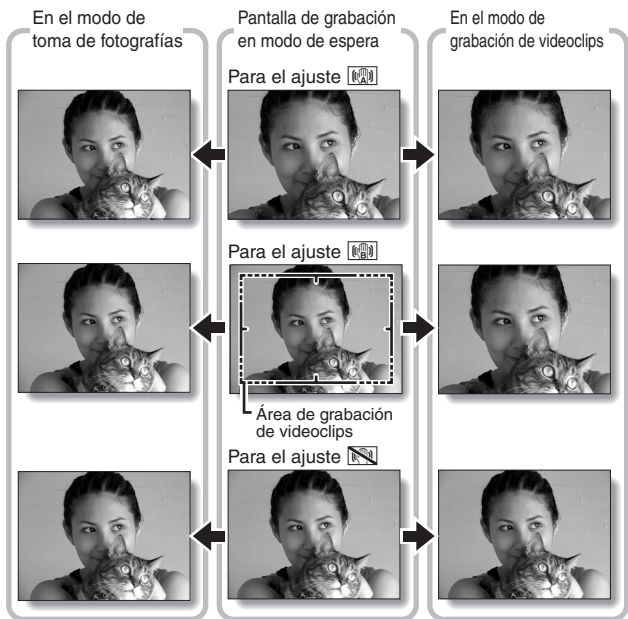 En el modo de
toma de fotografías
Pantalla de grabación
en modo de espera
En el modo de
grabación de videoclips
Para el ajuste A
Para el ajuste B
Área de grabación
de videoclips
Para el ajuste